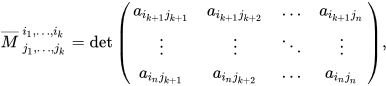 $\overline{M}\,^{i_1,\ldots,i_k}_{\,j_1,\ldots,j_k} = \det \begin{pmatrix} a_{i_{k+1}j_{k+1}} & a_{i_{k+1}j_{k+2}} & \ldots & a_{i_{k+1}j_n} \\ \vdots & \vdots & \ddots & \vdots \\ a_{i_nj_{k+1}} & a_{i_nj_{k+2}} & \ldots & a_{i_nj_n} \end{pmatrix},$